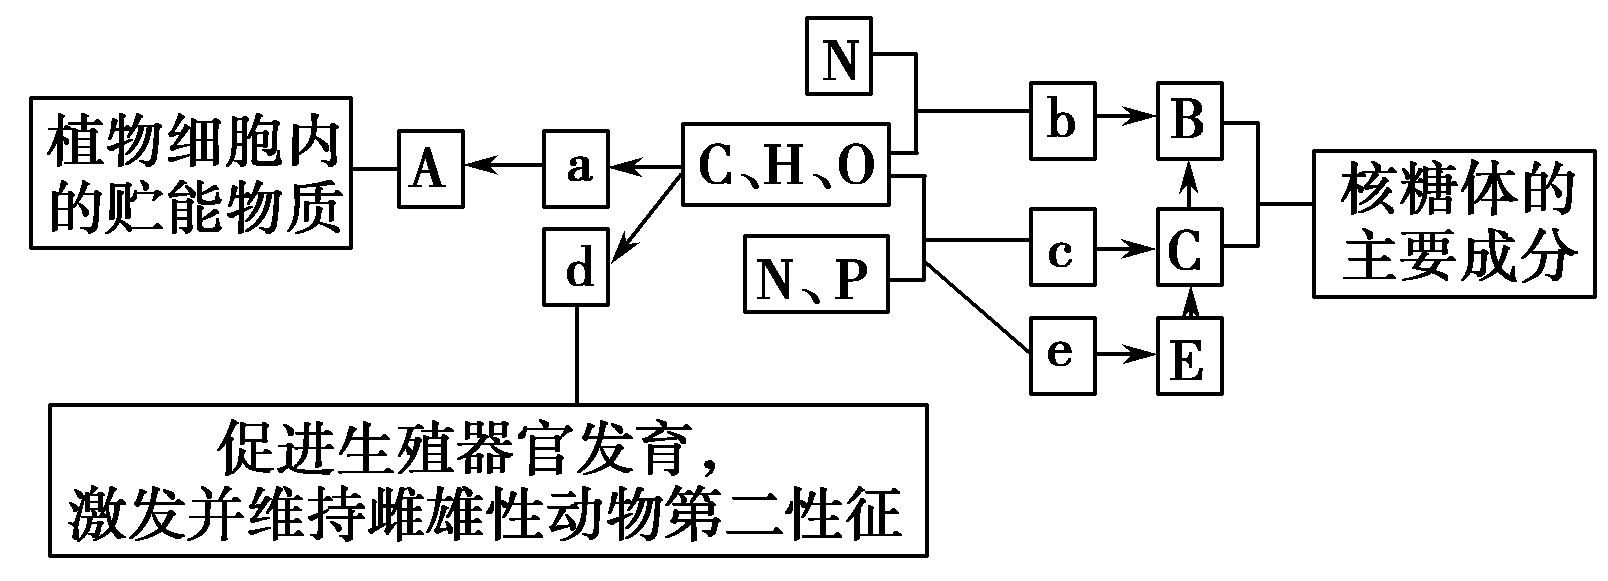 N
植物细胞内
的贮能物质
A
a
C、H、O
b
B
核糖体的
主要成分
d
N、P
c
C
e
E
促进生殖器官发育，
激发并维持雌雄性动物第二性征